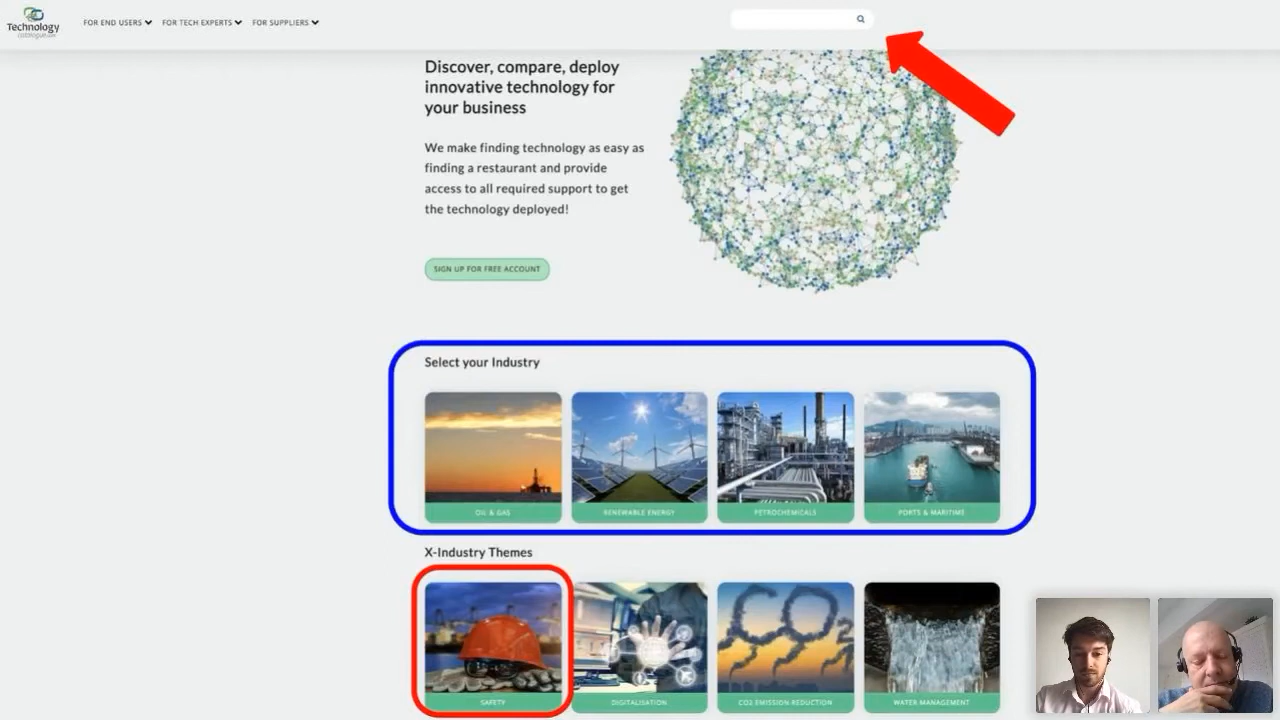 Technology
catalogue.com
FOR END USERS
FOR TECH EXPERTS
FOR SUPPLIERS
Discover, compare, deploy
innovative technology for
your business
We make finding technology as easy as
finding a restaurant and provide
access to all required support to get
the technology deployed!
SIGN UP FOR FREE ACCOUNT
Select your Industry
OIL & GAS
RENEWABLE ENERGY
PETROCHEMICALS
PORTS & MARITIME
X-Industry Themes
CO2
SAFETY
DIGITALISATION
CO2 EMISSION REDUCTION
WATER MANAGEMENT